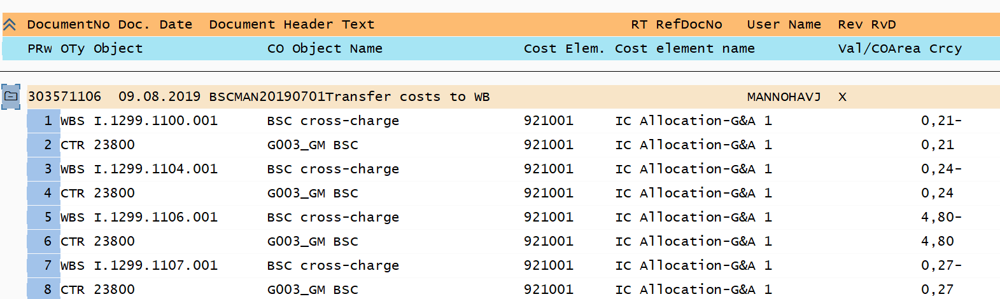 DocumentNo Doc. Date Document Header Text RT RefDocNo User Name Rev RvD
PRw OTy Object CO Object Name Cost Elem. Cost element name Val/COArea Crcy
303571106 09.08.2019 BSCMAN20190701Transfer costs to WB MANNOHAVJ X
1 WBS I.1299.1100.001 BSC cross-charge 921001 IC Allocation-G&A 1 0,21-
2 CTR 23800 G003_GM BSC 921001 IC Allocation-G&A 1 0,21
3 WBS I.1299.1104.001 BSC cross-charge 921001 IC Allocation-G&A 1 0,24-
4 CTR 23800 G003_GM BSC 921001 IC Allocation-G&A 1 0,24
5 WBS I.1299.1106.001 BSC cross-charge 921001 IC Allocation-G&A 1 4,80-
6 CTR 23800 G003_GM BSC 921001 IC Allocation-G&A 1 4,80
7 WBS I.1299.1107.001 BSC cross-charge 921001 IC Allocation-G&A 1 0,27-
8 CTR 23800 G003_GM BSC 921001 IC Allocation-G&A 1 0,27